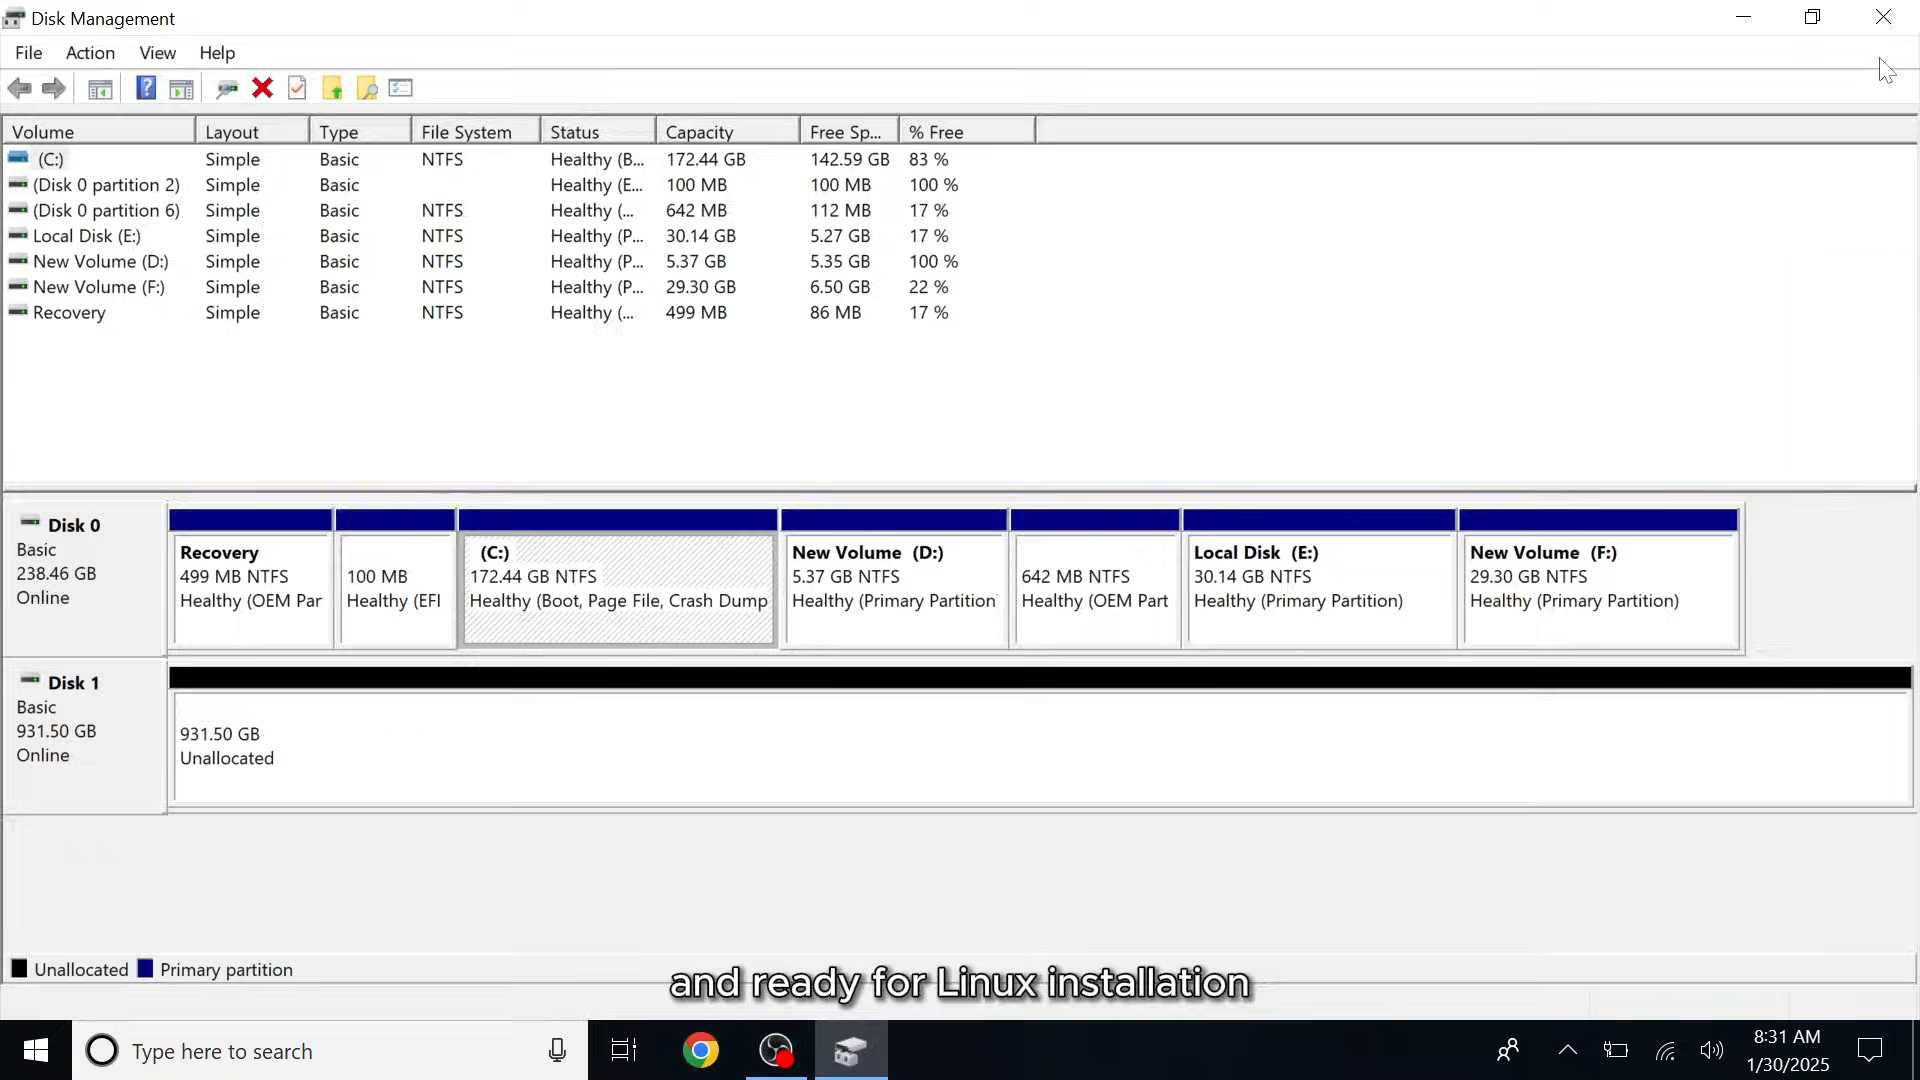 Disk Management
File Action View Help
Volume Layout Type File System Status Capacity Free Sp... % Free
(C:) Simple Basic NTFS Healthy (B... 172.44 GB 142.59 GB 83 %
(Disk 0 partition 2) Simple Basic Healthy (E... 100 MB 100 MB 100 %
(Disk 0 partition 6) Simple Basic NTFS Healthy (... 642 MB 112 MB 17 %
Local Disk (E:) Simple Basic NTFS Healthy (P... 30.14 GB 5.27 GB 17 %
New Volume (D:) Simple Basic NTFS Healthy (P... 5.37 GB 5.35 GB 100 %
New Volume (F:) Simple Basic NTFS Healthy (P... 29.30 GB 6.50 GB 22 %
Recovery Simple Basic NTFS Healthy (... 499 MB 86 MB 17 %
Disk 0
Basic
238.46 GB
Online
Recovery
499 MB NTFS
Healthy (OEM Par
100 MB
Healthy (EFI
(C:)
172.44 GB NTFS
Healthy (Boot, Page File, Crash Dump
New Volume (D:)
5.37 GB NTFS
Healthy (Primary Partition
642 MB NTFS
Healthy (OEM Part
Local Disk (E:)
30.14 GB NTFS
Healthy (Primary Partition)
New Volume (F:)
29.30 GB NTFS
Healthy (Primary Partition)
Disk 1
Basic
931.50 GB
Online
931.50 GB
Unallocated
Unallocated Primary partition
and ready for Linux installation
Type here to search
8:31 AM
1/30/2025